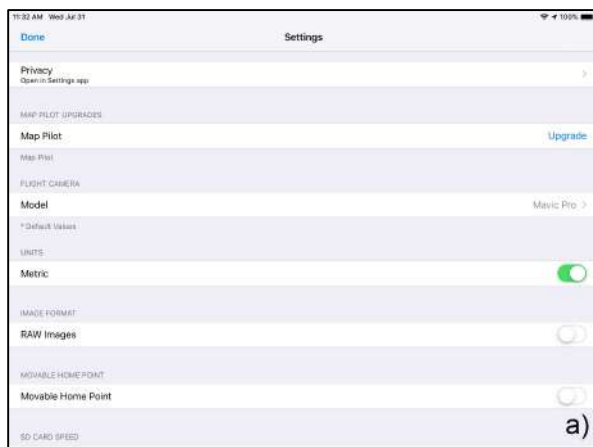 11:32 AM Wed Jul 31
100%
Done
Settings
Privacy
Open in Settings app
MAP PILOT UPGRADES
Map Pilot
Upgrade
Map Pilot
FLIGHT CAMERA
Model
Mavic Pro
* Default Values
UNITS
Metric
IMAGE FORMAT
RAW Images
MOVABLE HOME POINT
Movable Home Point
SD CARD SPEED
a)